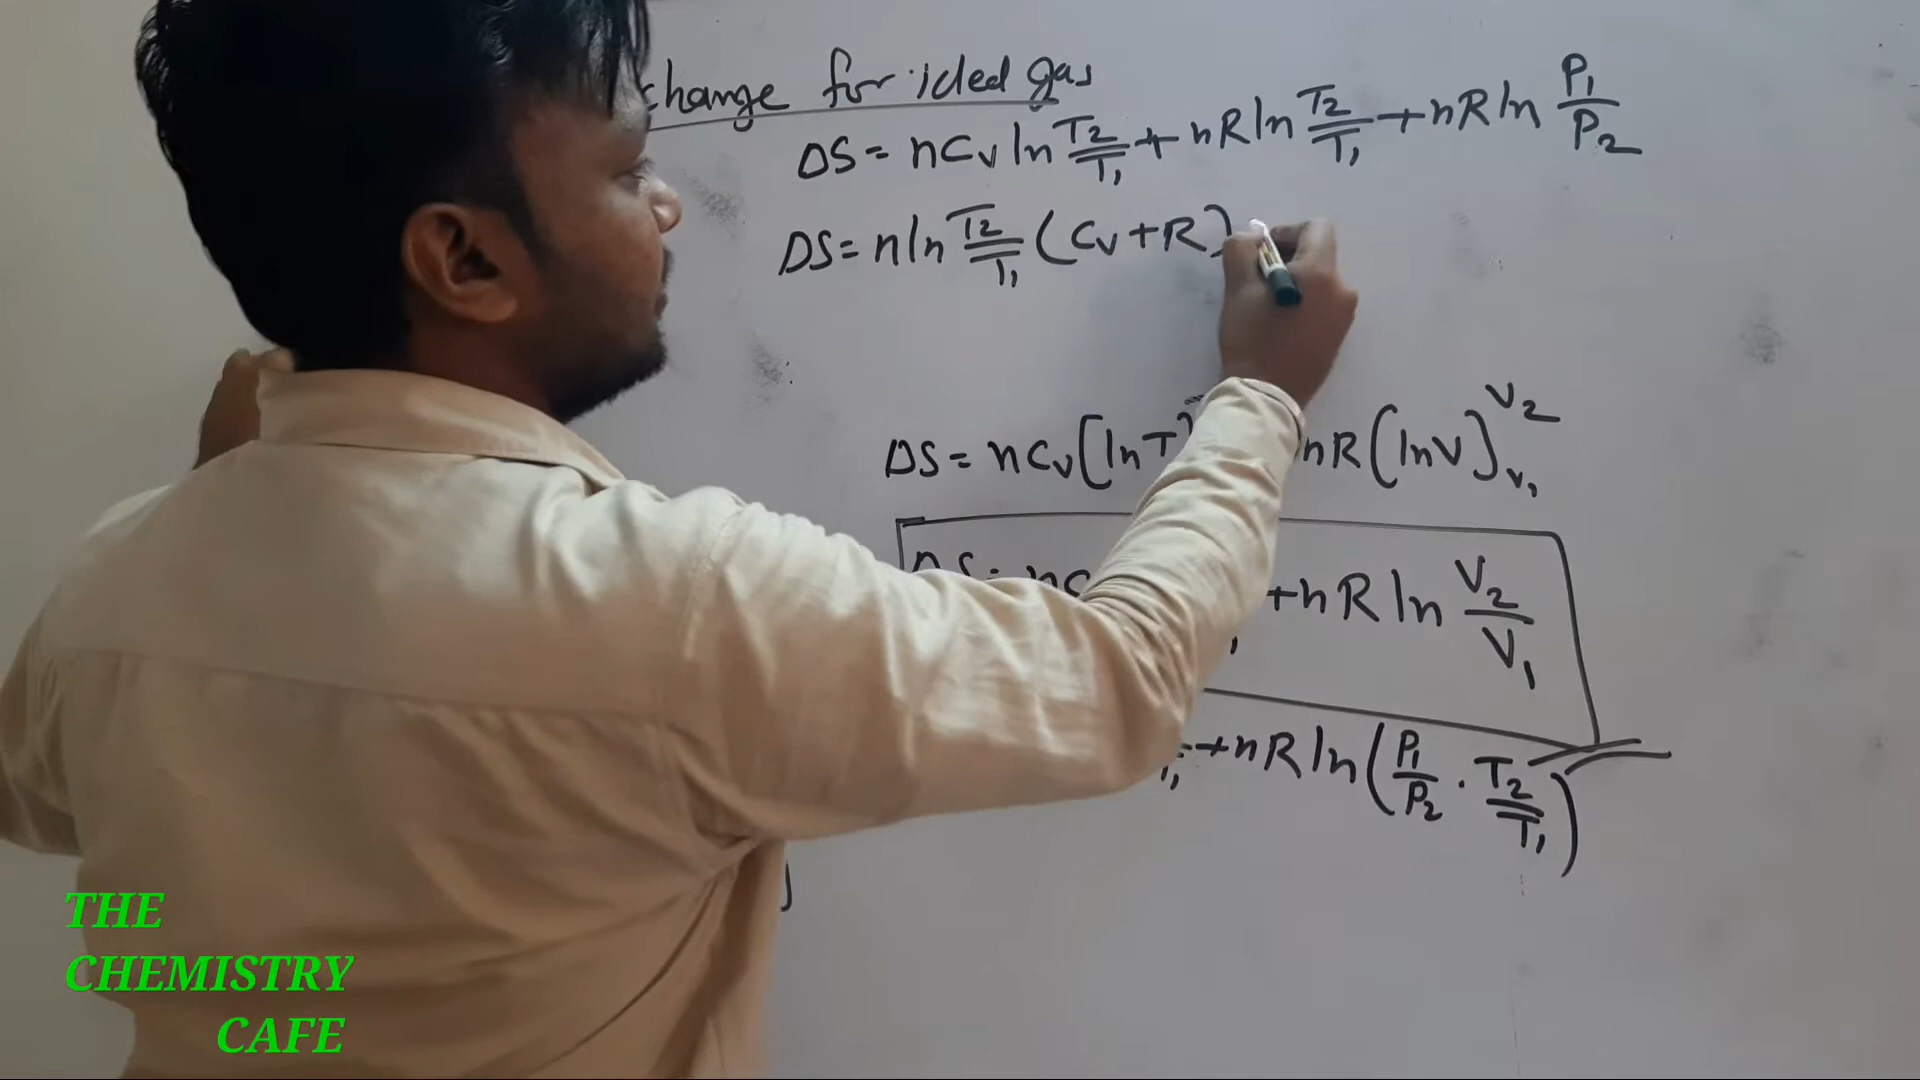 change for ideal gas
ΔS = nCv ln T2/T1 + nR ln T2/T1 + nR ln P1/P2
ΔS = n ln T2/T1 (Cv + R)
ΔS = nCv [ln T] nR (ln V]V2 V1
ΔS = nC + nR ln V2/V1
T1 + nR ln (P1/P2 · T2/T1)
THE
CHEMISTRY
CAFE